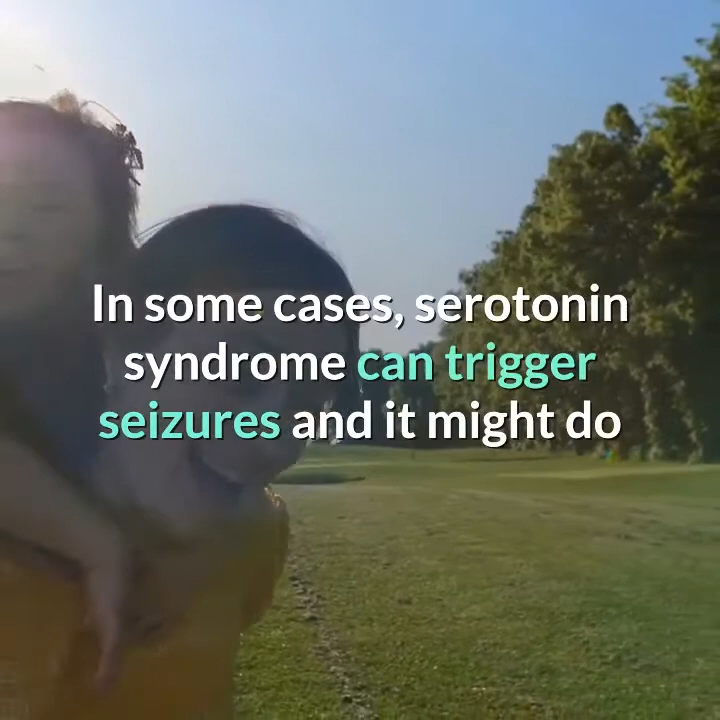 In some cases, serotonin
syndrome can trigger
seizures and it might do